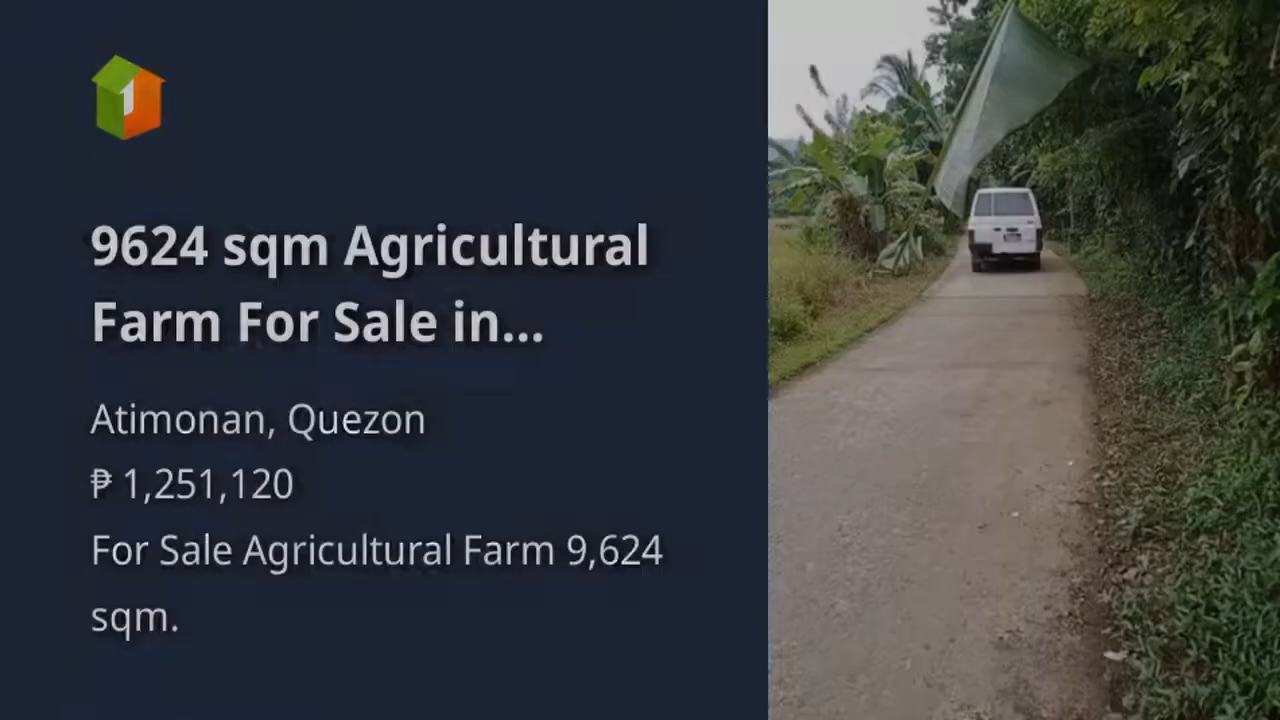 9624 sqm Agricultural
Farm For Sale in...
Atimonan, Quezon
₱ 1,251,120
For Sale Agricultural Farm 9,624
sqm.